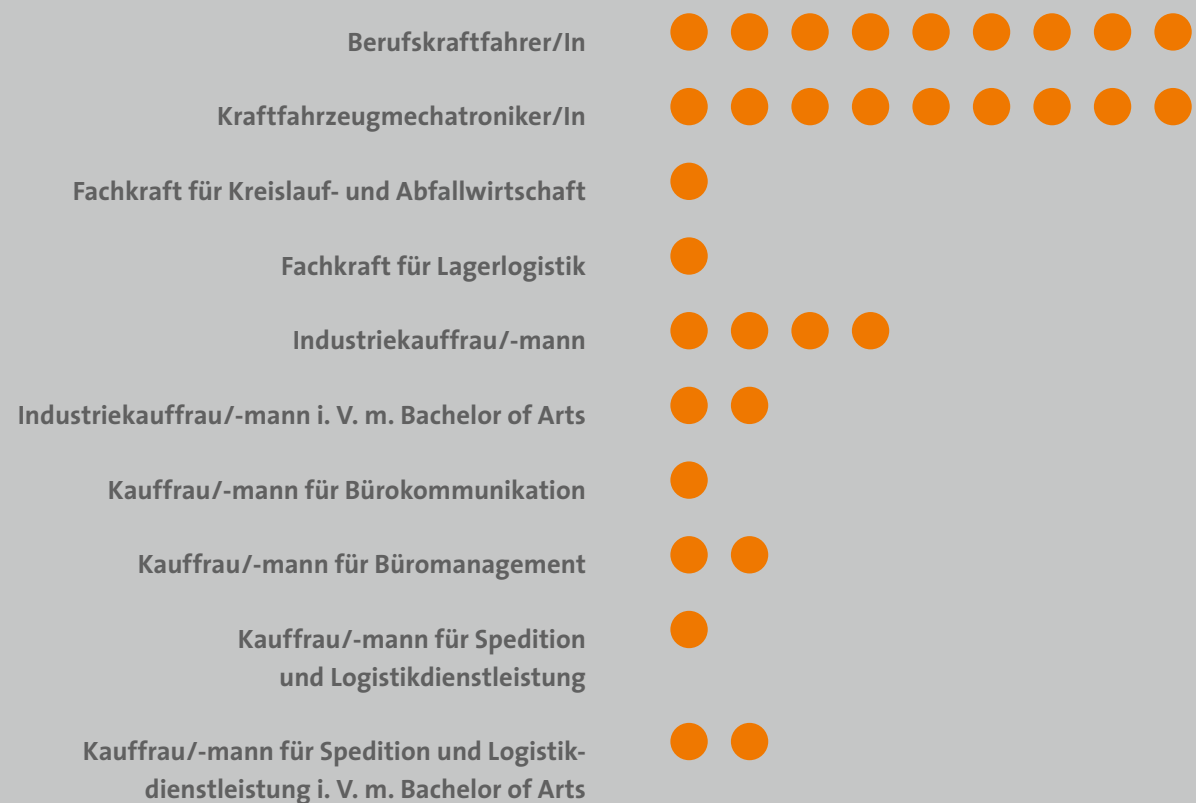 Berufskraftfahrer/In
Kraftfahrzeugmechatroniker/In
Fachkraft für Kreislauf- und Abfallwirtschaft
Fachkraft für Lagerlogistik
Industriekauffrau/-mann
Industriekauffrau/-mann i. V. m. Bachelor of Arts
Kauffrau/-mann für Bürokommunikation
Kauffrau/-mann für Büromanagement
Kauffrau/-mann für Spedition
und Logistikdienstleistung
Kauffrau/-mann für Spedition und Logistik-
dienstleistung i. V. m. Bachelor of Arts